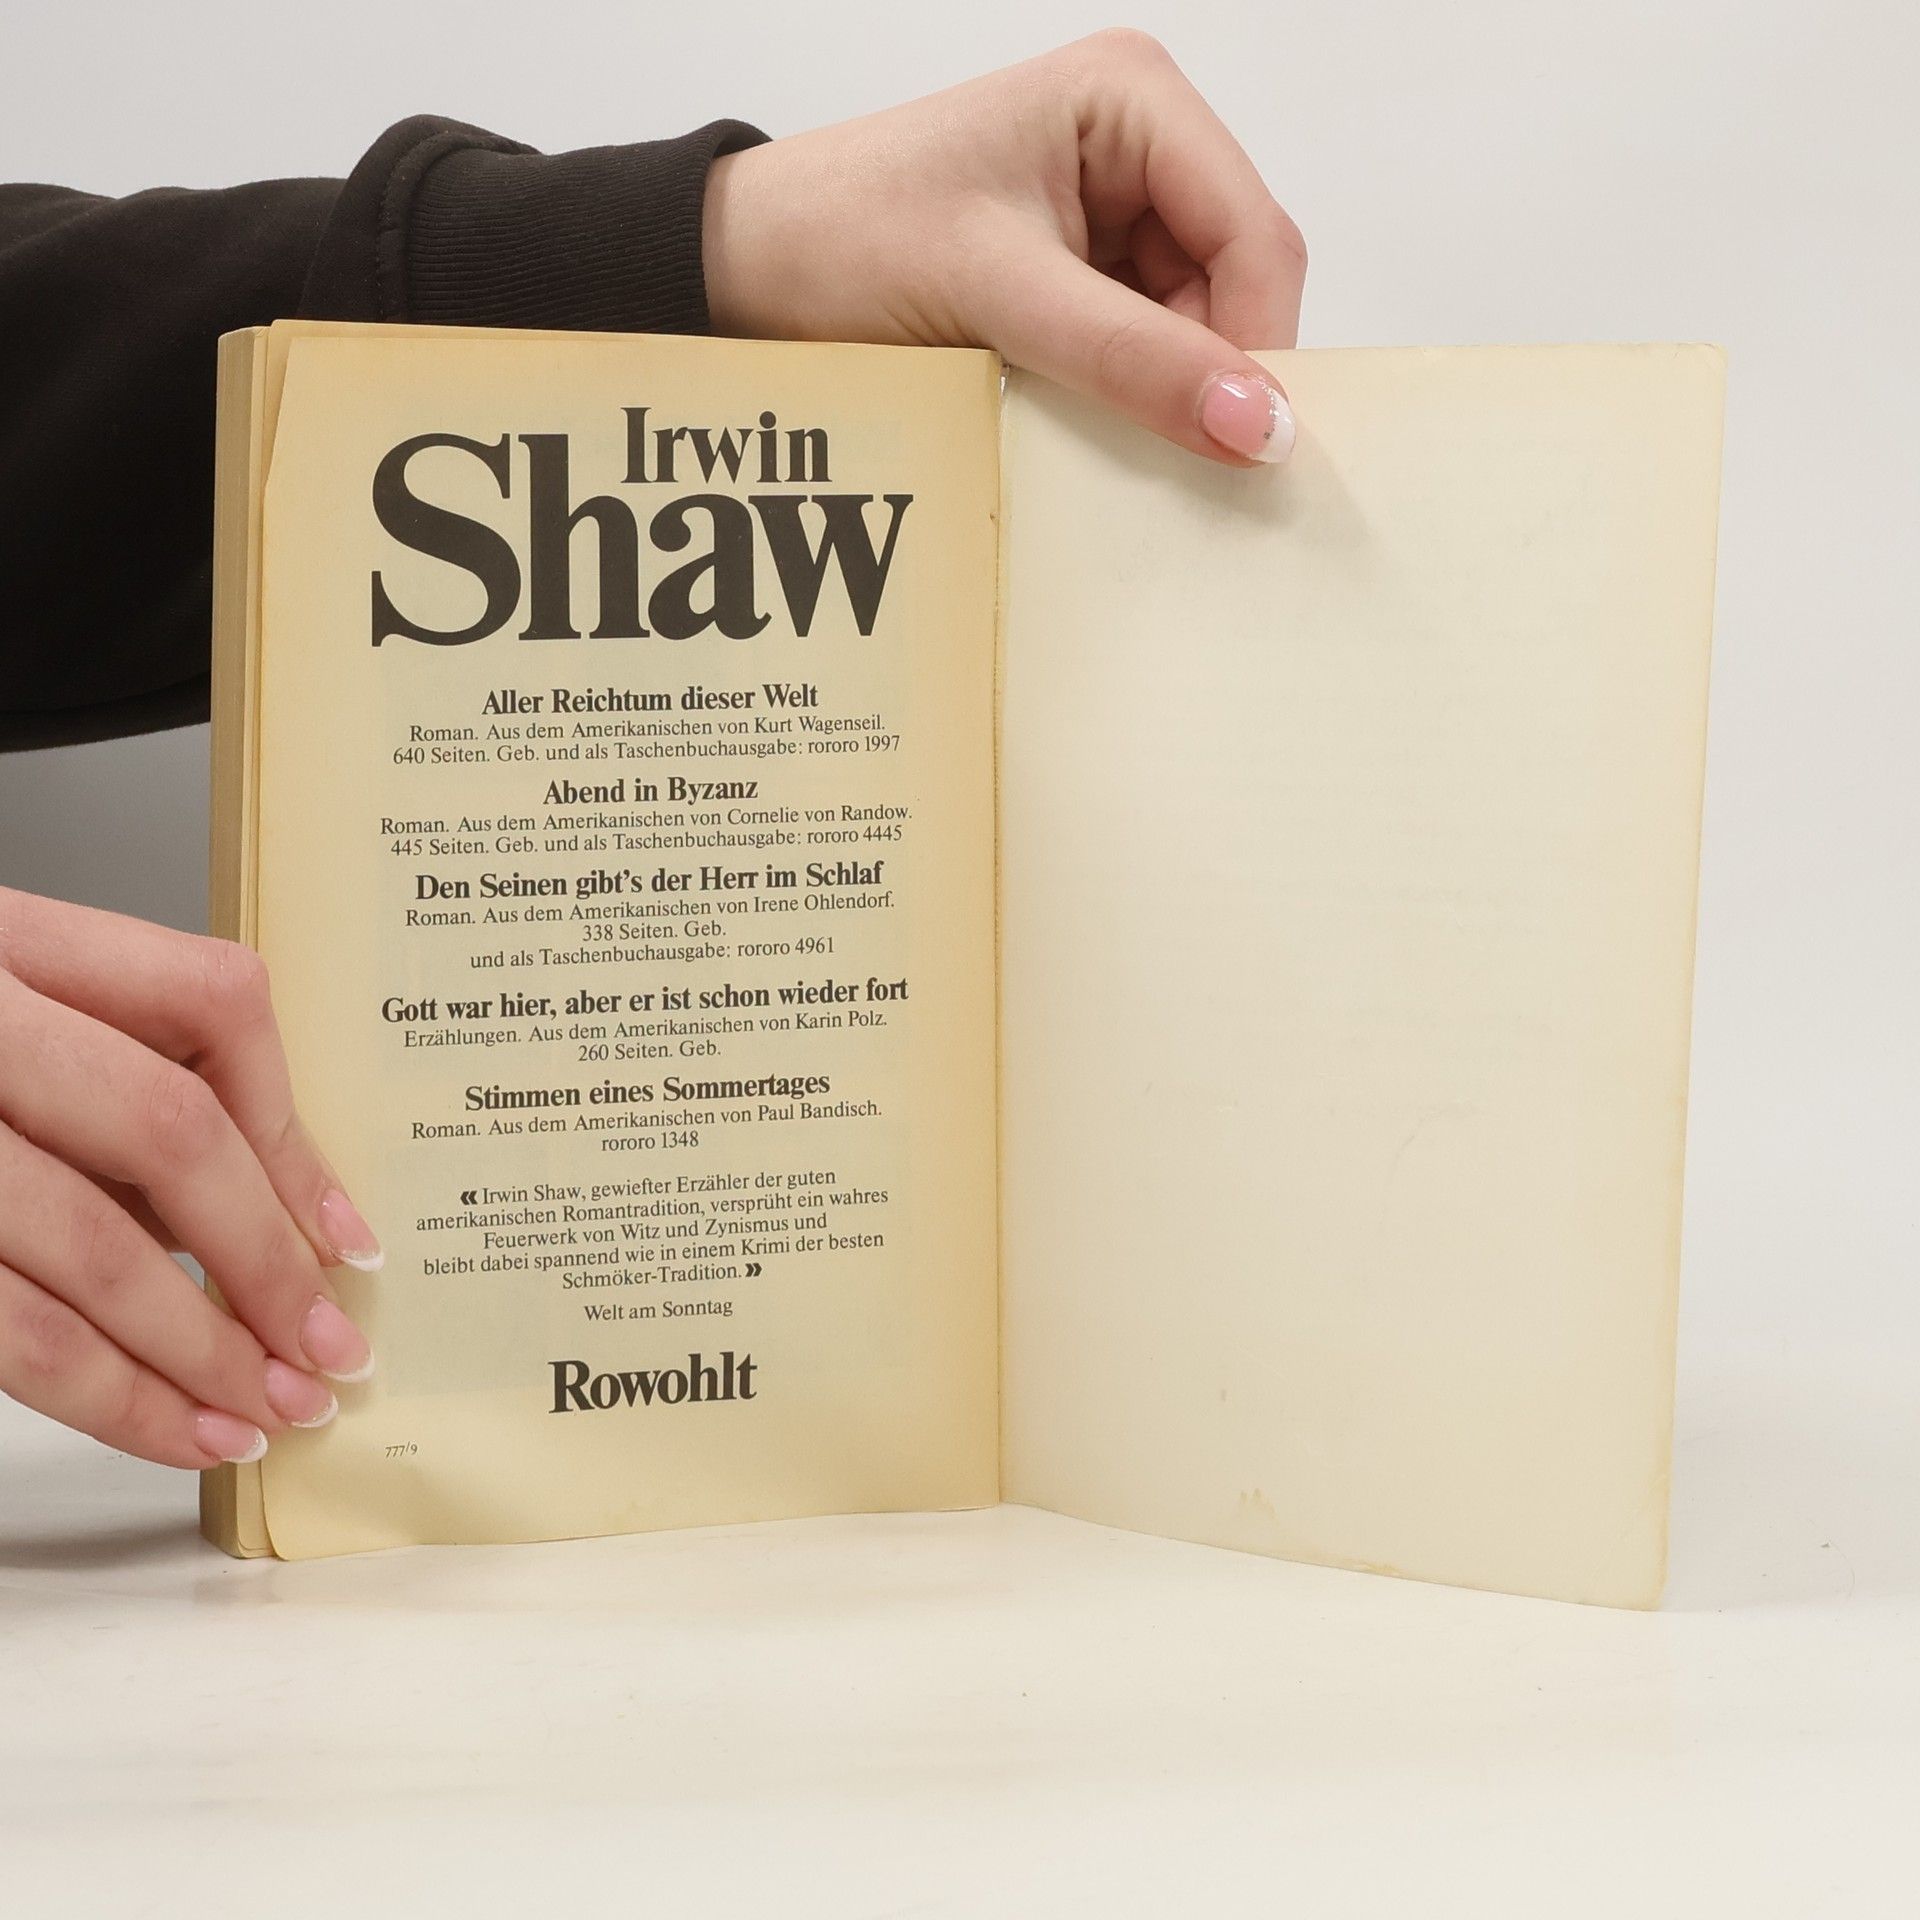 Irwin
Shaw
Aller Reichtum dieser Welt
Roman. Aus dem Amerikanischen von Kurt Wagenseil.
640 Seiten. Geb. und als Taschenbuchausgabe: rororo 1997
Abend in Byzanz
Roman. Aus dem Amerikanischen von Cornelie von Randow.
445 Seiten. Geb. und als Taschenbuchausgabe: rororo 4445
Den Seinen gibt's der Herr im Schlaf
Roman. Aus dem Amerikanischen von Irene Ohlendorf.
338 Seiten. Geb.
und als Taschenbuchausgabe: rororo 4961
Gott war hier, aber er ist schon wieder fort
Erzählungen. Aus dem Amerikanischen von Karin Polz.
260 Seiten. Geb.
Stimmen eines Sommertages
Roman. Aus dem Amerikanischen von Paul Bandisch.
rororo 1348
« Irwin Shaw, gewiefter Erzähler der guten
amerikanischen Romantradition, versprüht ein wahres
Feuerwerk von Witz und Zynismus und
bleibt dabei spannend wie in einem Krimi der besten
Schmöker-Tradition. »
Welt am Sonntag
Rowohlt
777/9